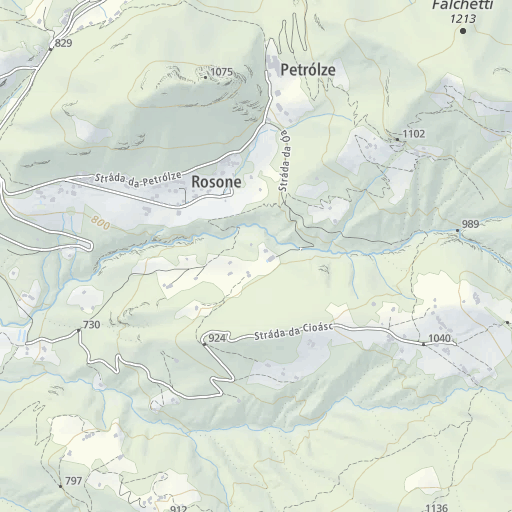 Falchetti
1213
829
Petrólze
1075
1102
Stráda da Petrólze
Rosone
Stráda da Óe
800
989
730
924
Stráda da Cioásc
1040
797
912
1136